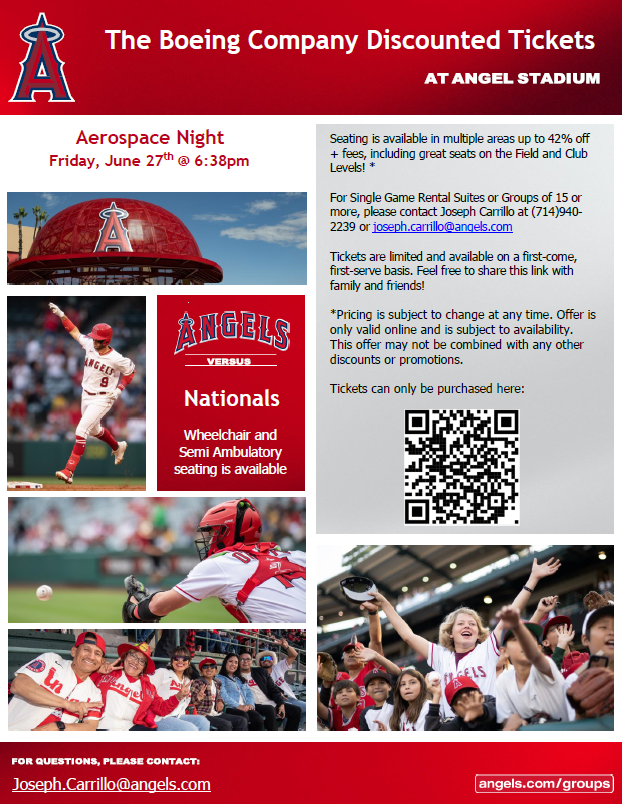 The Boeing Company Discounted Tickets
AT ANGEL STADIUM
Aerospace Night
Friday, June 27th @ 6:38pm
Seating is available in multiple areas up to 42% off
+ fees, including great seats on the Field and Club
Levels! *
For Single Game Rental Suites or Groups of 15 or
more, please contact Joseph Carrillo at (714)940-
2239 or joseph.carrillo@angels.com
Tickets are limited and available on a first-come,
first-serve basis. Feel free to share this link with
family and friends!
*Pricing is subject to change at any time. Offer is
only valid online and is subject to availability.
This offer may not be combined with any other
discounts or promotions.
Tickets can only be purchased here:
A
A
ANGELS
9
ANGELS
VERSUS
Nationals
Wheelchair and
Semi Ambulatory
seating is available
Angels
ANGELS
FOR QUESTIONS, PLEASE CONTACT:
Joseph.Carrillo@angels.com
angels.com/groups